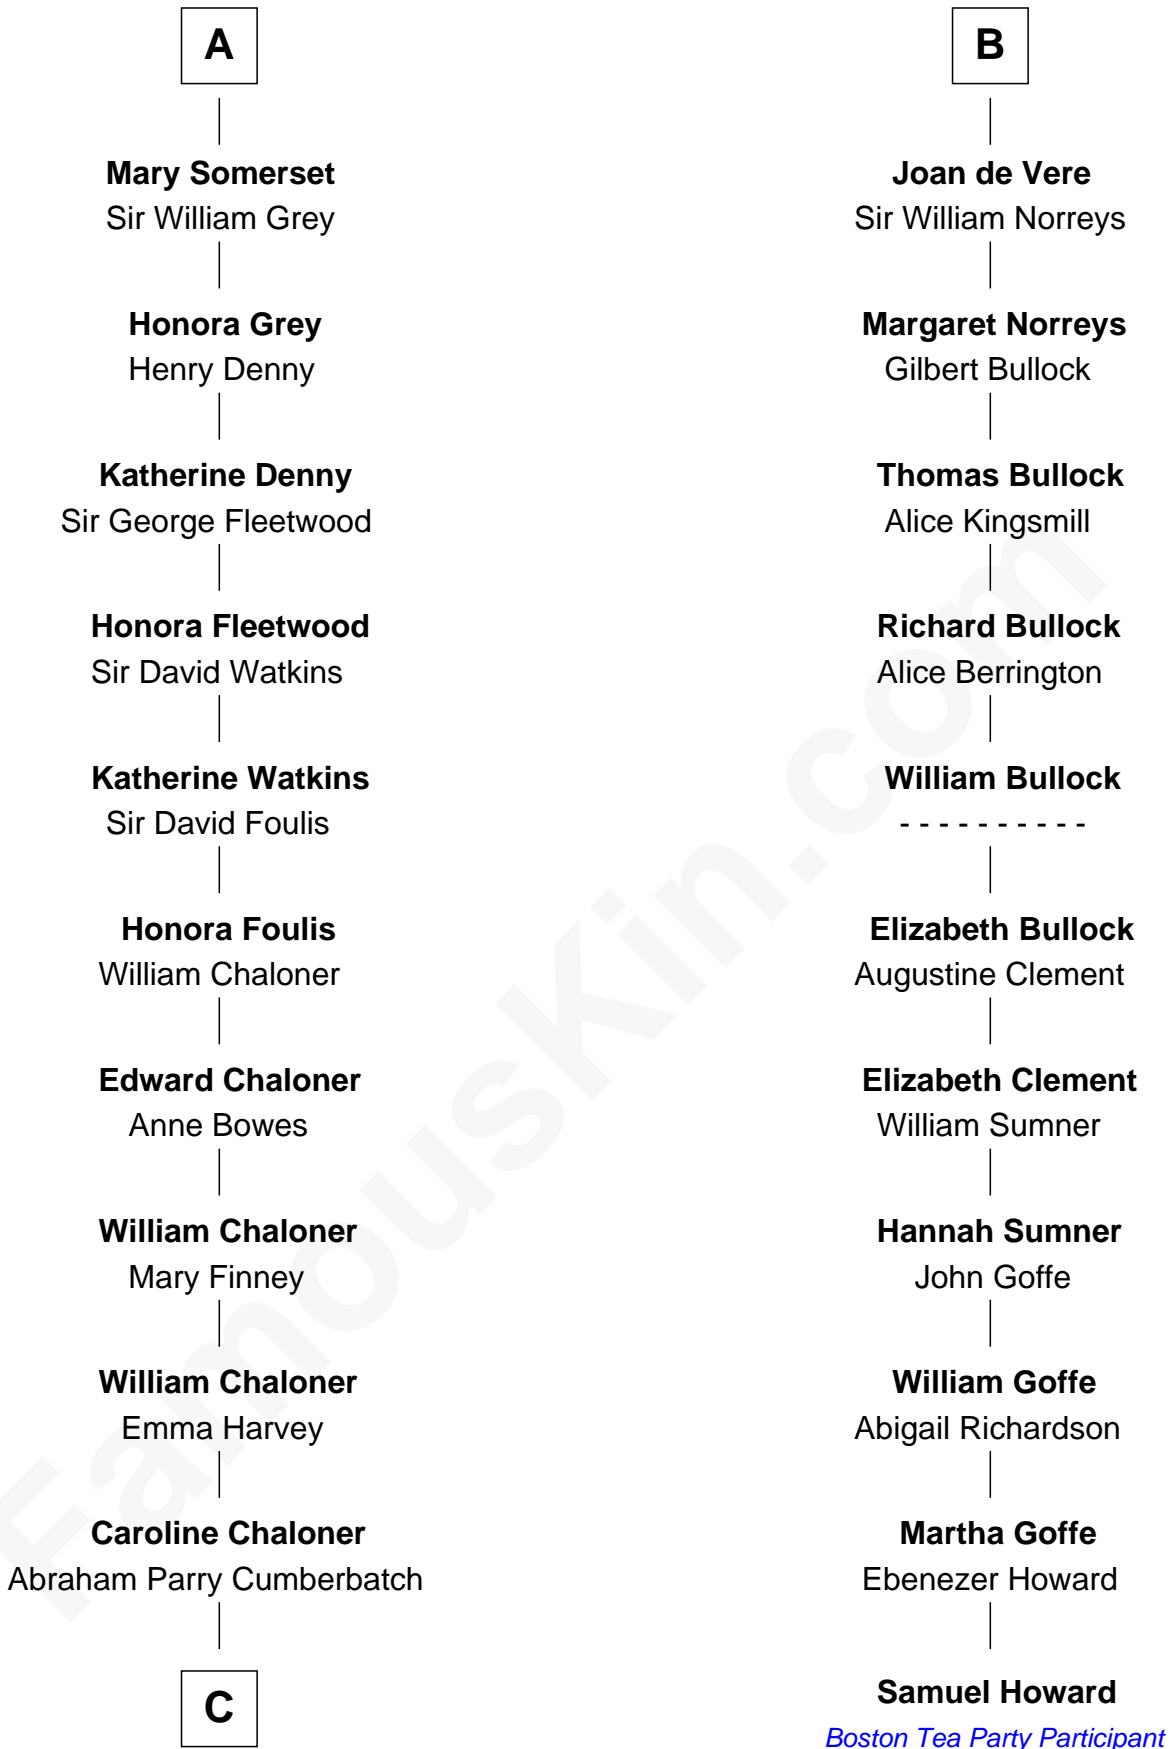 A
Mary Somerset
Sir William Grey
Honora Grey
Henry Denny
Katherine Denny
Sir George Fleetwood
Honora Fleetwood
Sir David Watkins
Katherine Watkins
Sir David Foulis
Honora Foulis
William Chaloner
Edward Chaloner
Anne Bowes
William Chaloner
Mary Finney
William Chaloner
Emma Harvey
Caroline Chaloner
Abraham Parry Cumberbatch
C
B
Joan de Vere
Sir William Norreys
Margaret Norreys
Gilbert Bullock
Thomas Bullock
Alice Kingsmill
Richard Bullock
Alice Berrington
William Bullock
- - - - - - - - - -
Elizabeth Bullock
Augustine Clement
Elizabeth Clement
William Sumner
Hannah Sumner
John Goffe
William Goffe
Abigail Richardson
Martha Goffe
Ebenezer Howard
Samuel Howard
Boston Tea Party Participant
FamousKin.com